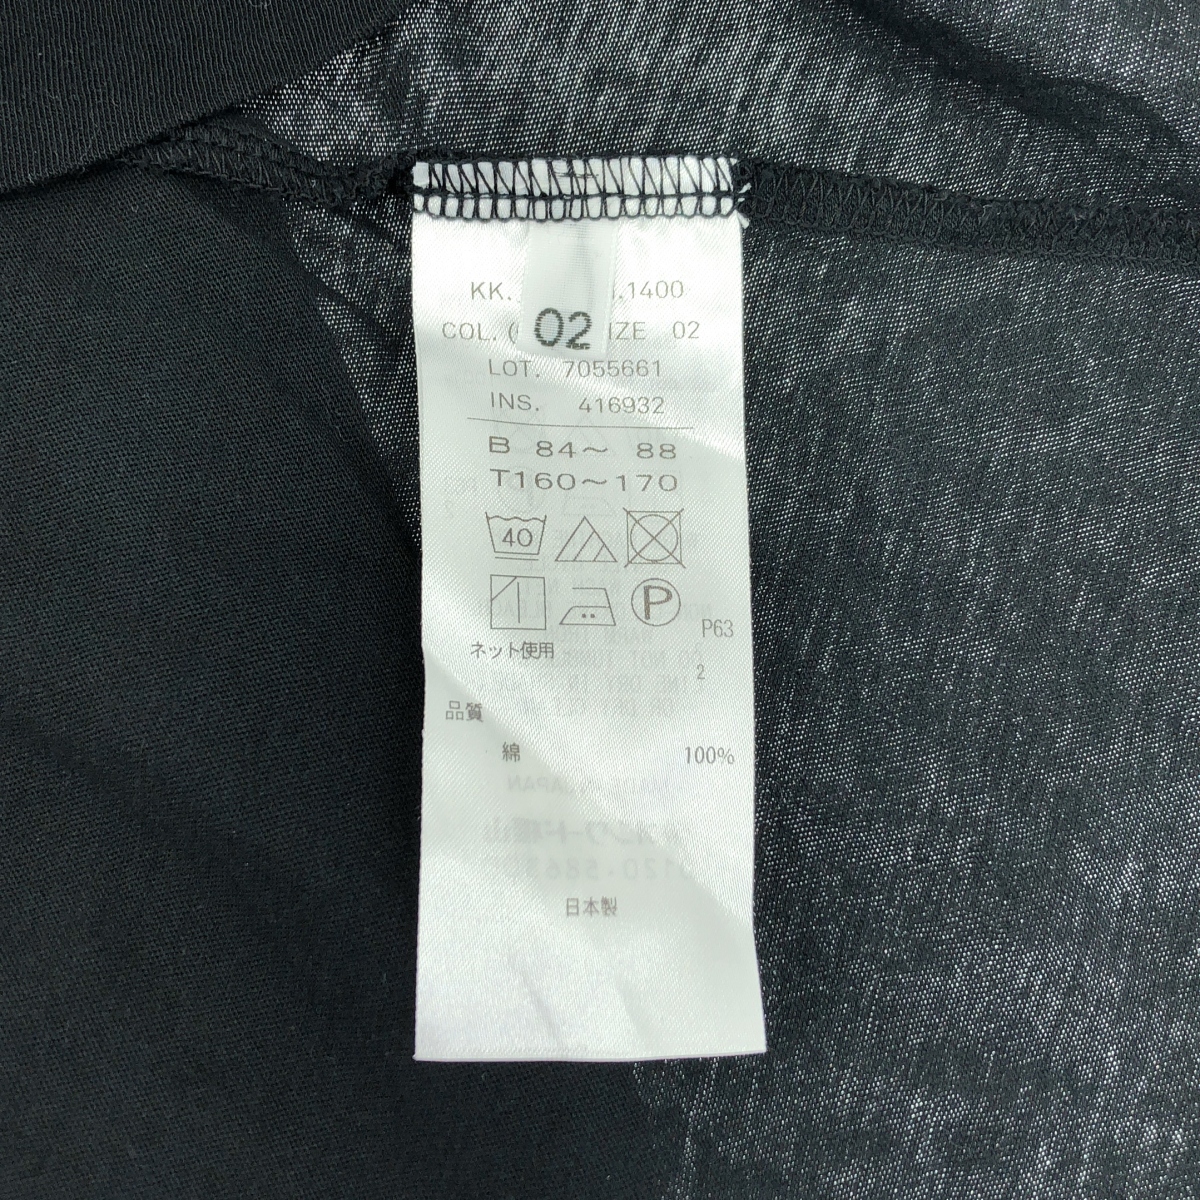 KK. .1400
COL. ( 02 IZE 02
LOT. 7055661
INS. 416932
B 84～ 88
T160～170
40
P
P63
ネット使用
2
品質
綿 100%
日本製